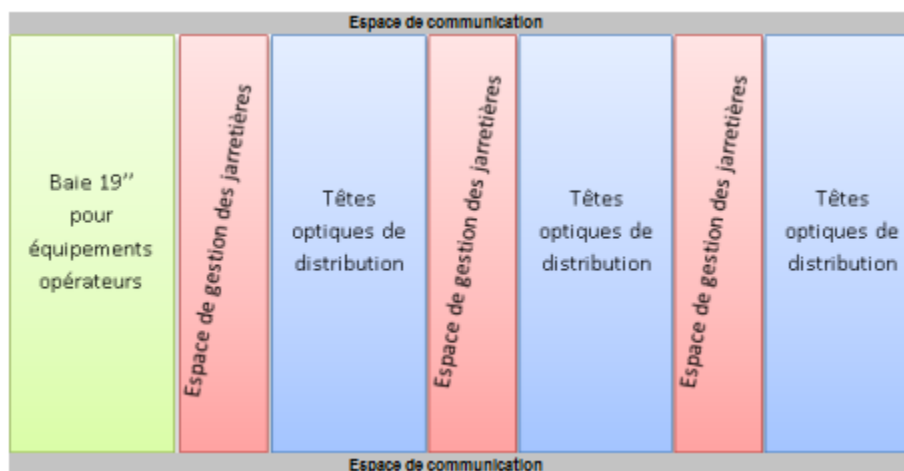 Espace de communication
Baie 19’’
pour
équipements
opérateurs
Espace de gestion des jarretières
Têtes
optiques de
distribution
Espace de gestion des jarretières
Têtes
optiques de
distribution
Espace de gestion des jarretières
Têtes
optiques de
distribution
Espace de communication